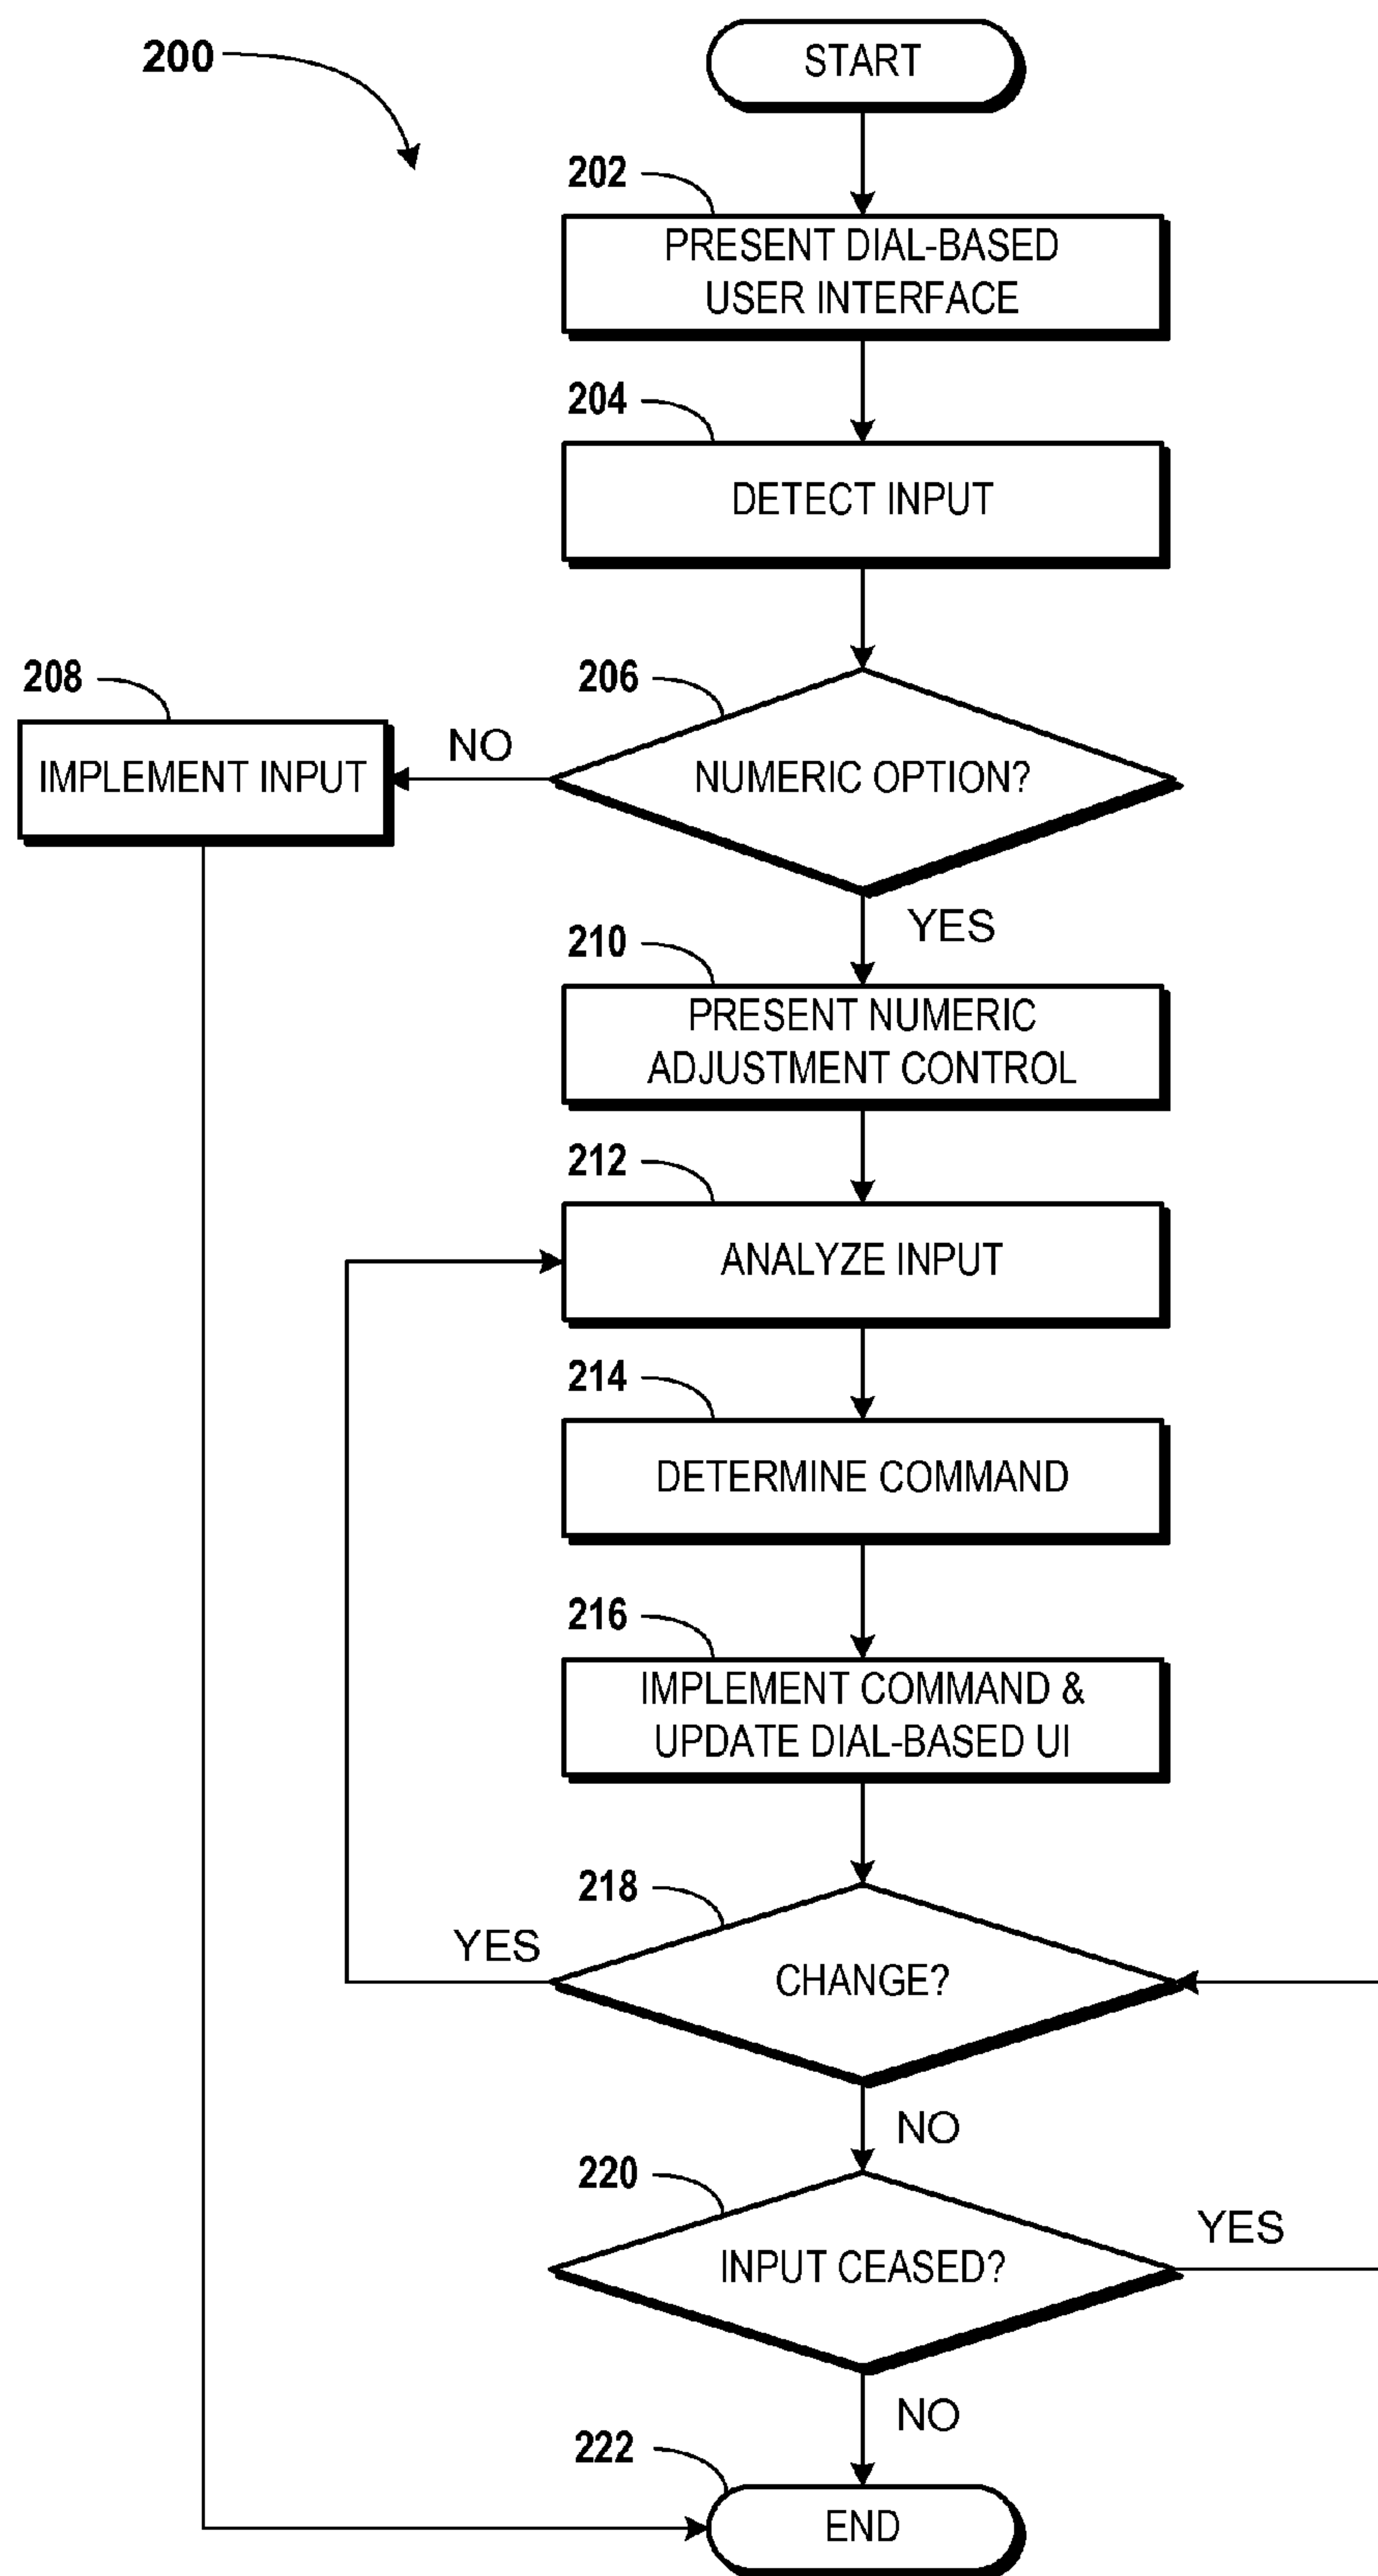 200
START
202
PRESENT DIAL-BASED
USER INTERFACE
204
DETECT INPUT
206
NUMERIC OPTION?
NO
208
IMPLEMENT INPUT
YES
210
PRESENT NUMERIC
ADJUSTMENT CONTROL
212
ANALYZE INPUT
214
DETERMINE COMMAND
216
IMPLEMENT COMMAND &
UPDATE DIAL-BASED UI
218
YES
CHANGE?
NO
220
INPUT CEASED?
YES
NO
222
END